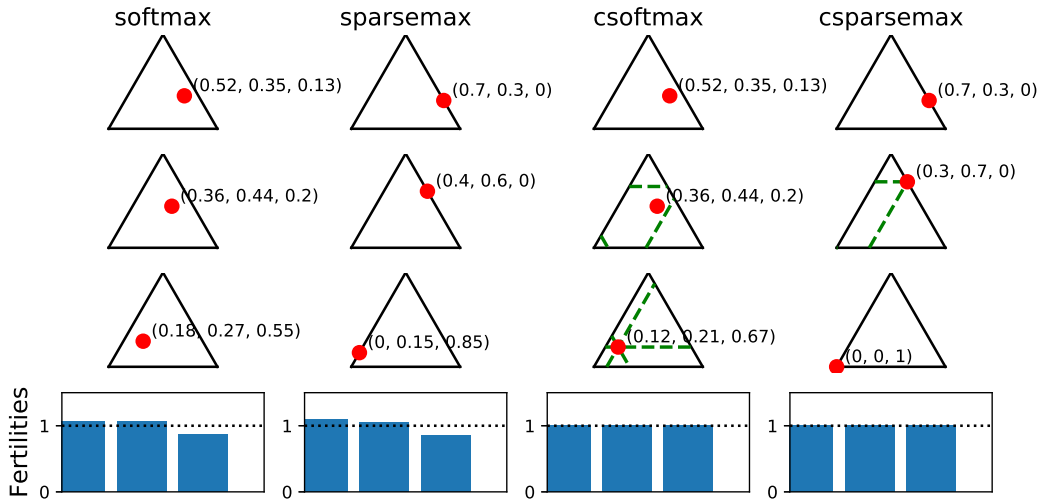 softmax sparsemax csoftmax csparsemax
(0.52, 0.35, 0.13) (0.7, 0.3, 0) (0.52, 0.35, 0.13) (0.7, 0.3, 0)
(0.36, 0.44, 0.2) (0.4, 0.6, 0) (0.36, 0.44, 0.2) (0.3, 0.7, 0)
(0.18, 0.27, 0.55) (0, 0.15, 0.85) (0.12, 0.21, 0.67) (0, 0, 1)
Fertilities
1 1 1 1
0 0 0 0